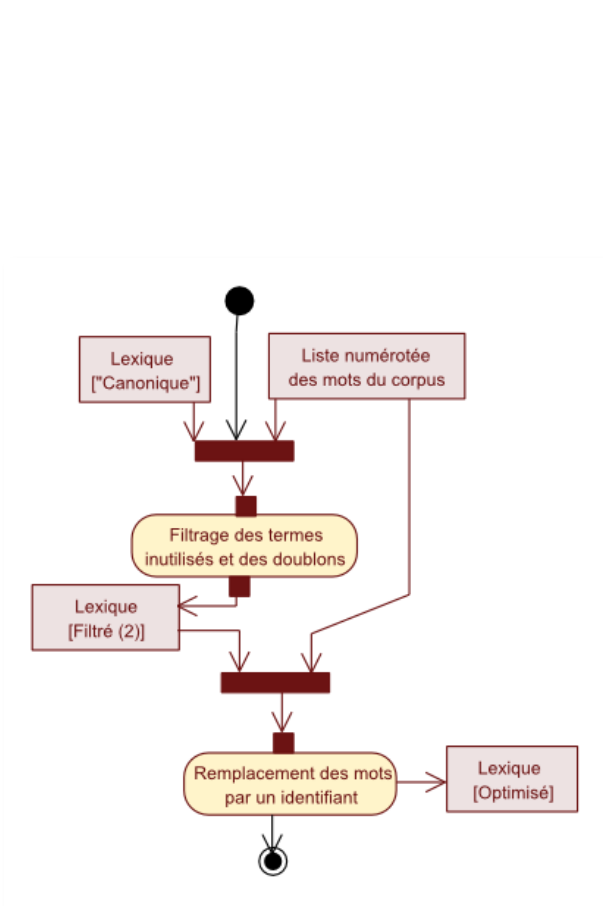 Lexique
["Canonique"]
Liste numérotée
des mots du corpus
Filtrage des termes
inutilisés et des doublons
Lexique
[Filtré (2)]
Remplacement des mots
par un identifiant
Lexique
[Optimisé]